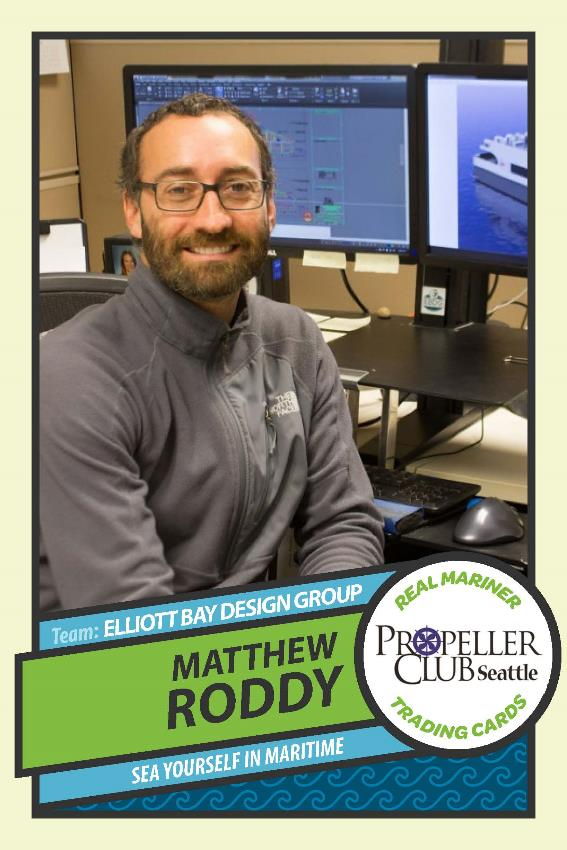 THE
NORTH
FACE
Team: ELLIOTT BAY DESIGN GROUP
MATTHEW
RODDY
SEA YOURSELF IN MARITIME
REAL MARINER
PROPELLER
CLUB Seattle
TRADING CARDS